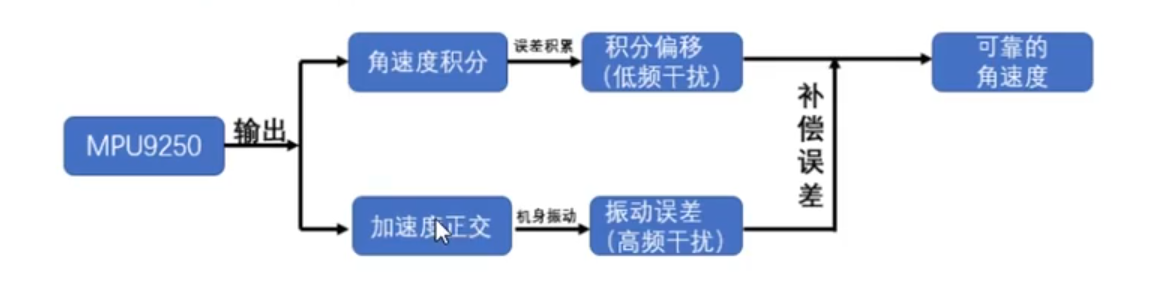 角速度积分
误差积累
积分偏移
（低频干扰）
可靠的
角速度
MPU9250
输出
补
偿
误
差
加速度正交
机身振动
振动误差
（高频干扰）